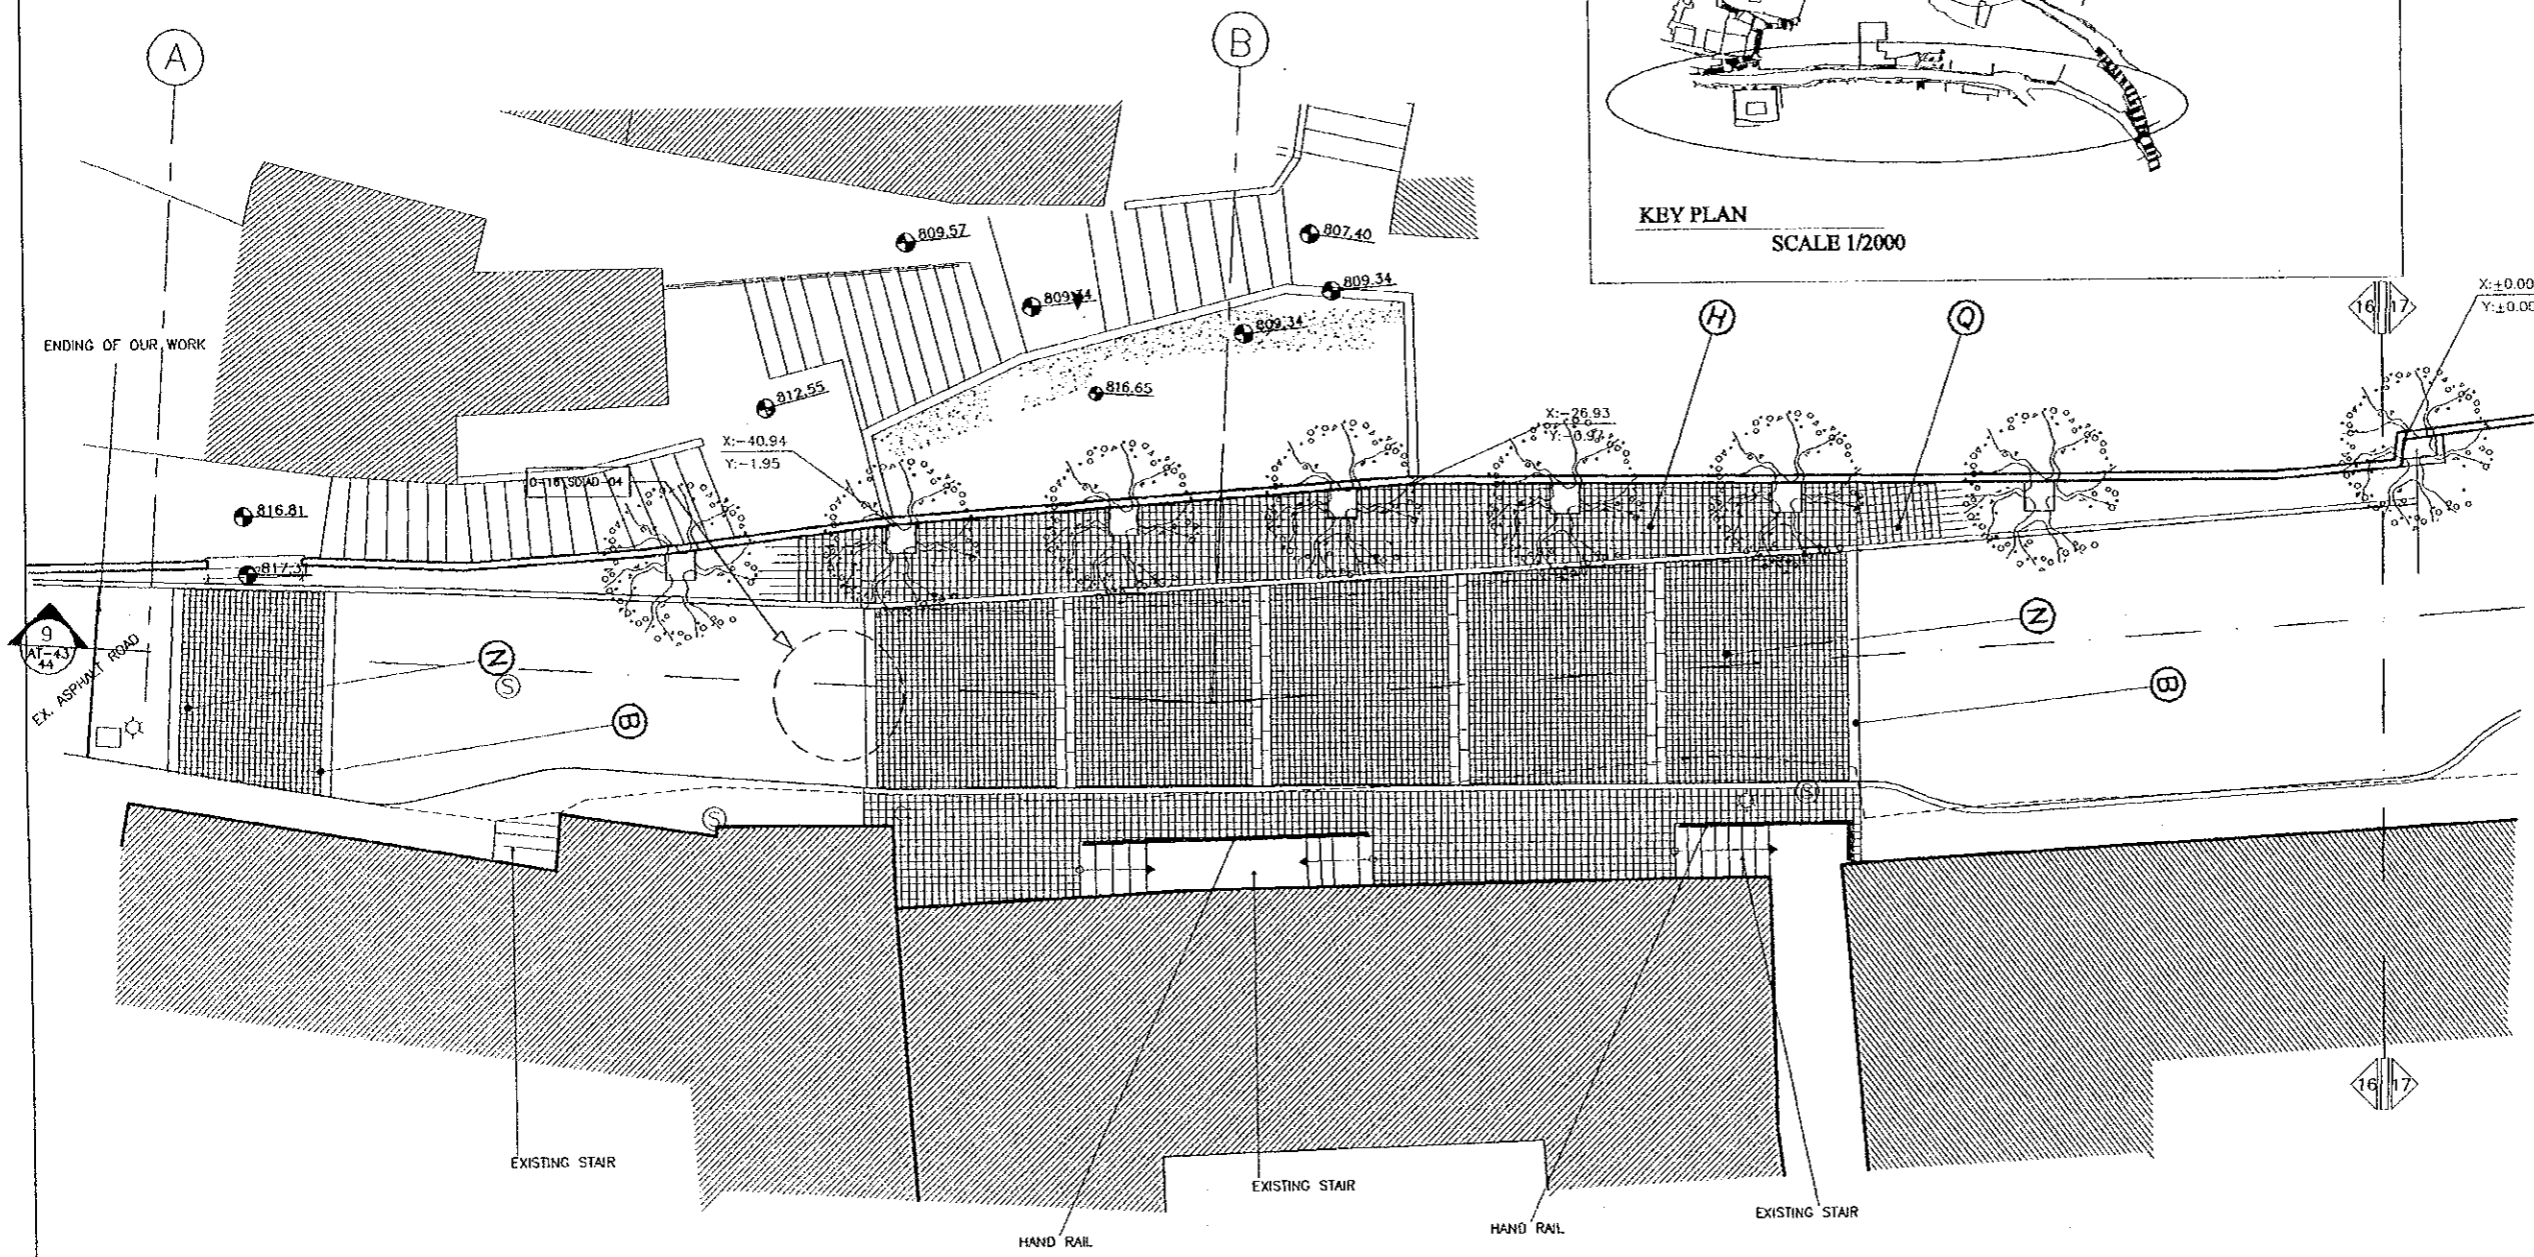 A
B
KEY PLAN
SCALE 1/2000
809.57
807.40
809.34
809.34
816.65
812.55
X:-40.94
Y:-1.95
X:-26.93
H
Q
16 17
X:±0.00
ENDING OF OUR WORK
816.81
9
44
EX. ASPHALT ROAD
N
S
B
N
B
S
S
16 17
EXISTING STAIR
HAND RAIL
EXISTING STAIR
HAND RAIL
EXISTING STAIR